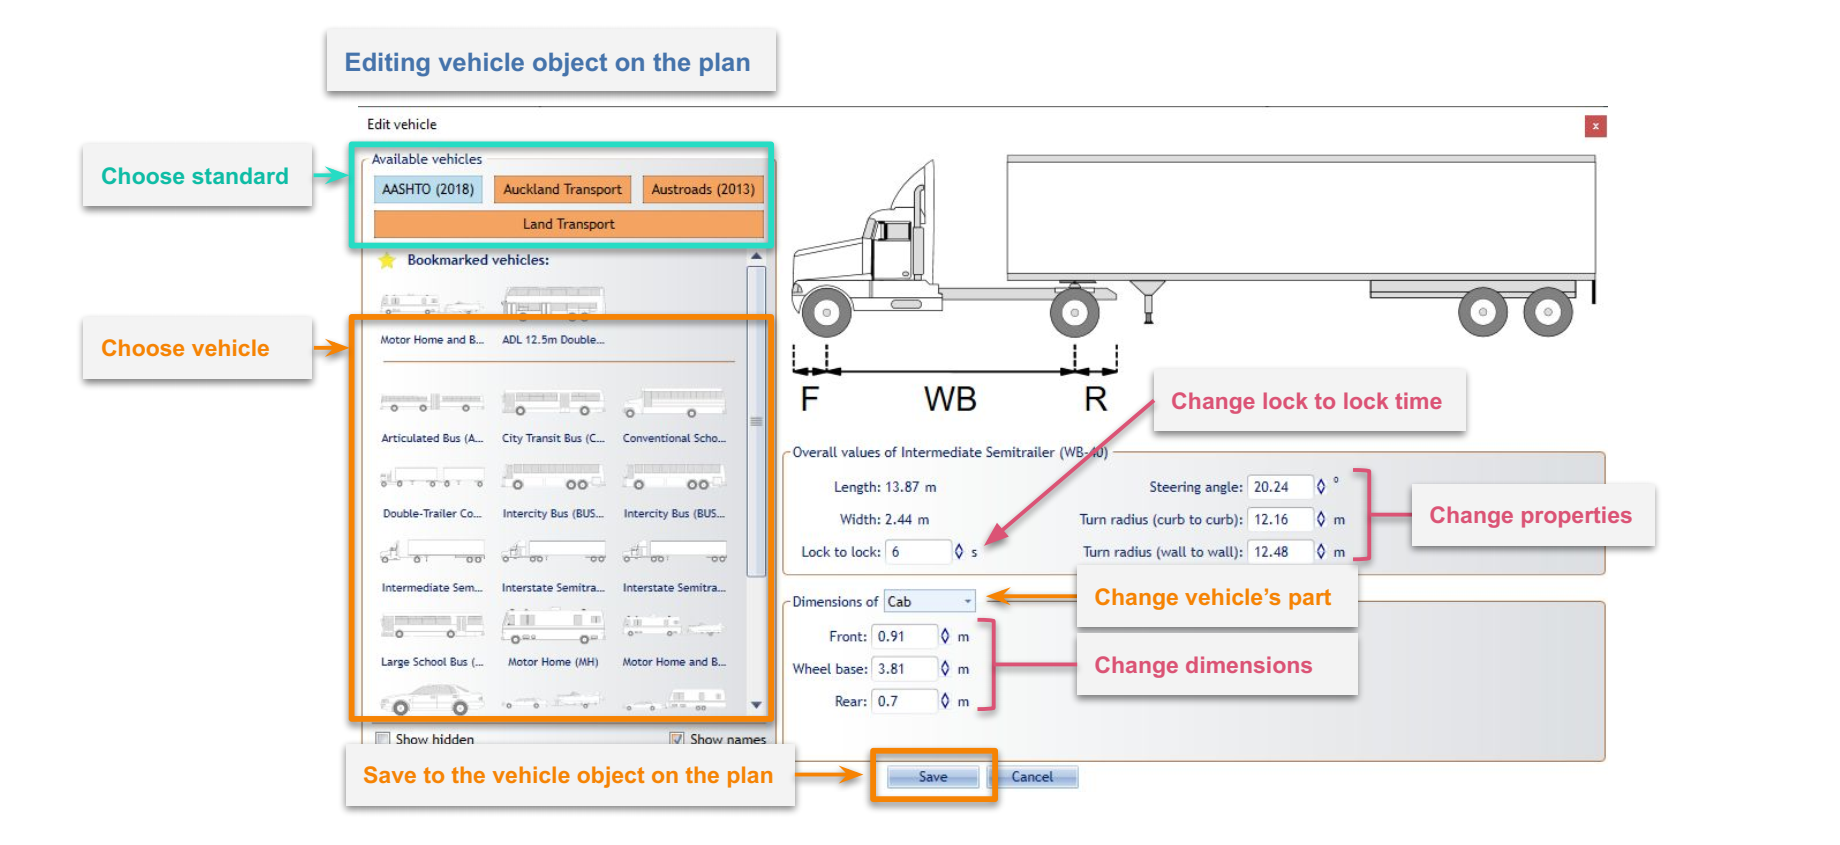 Editing vehicle object on the plan
Edit vehicle
x
Choose standard
Available vehicles
AASHTO (2018)
Auckland Transport
Austroads (2013)
Land Transport
Bookmarked vehicles:
Choose vehicle
Motor Home and B...
ADL 12.5m Double...
Articulated Bus (A...
City Transit Bus (C...
Conventional Scho...
Double-Trailer Co...
Intercity Bus (BUS...
Intercity Bus (BUS...
Intermediate Sem...
Interstate Semitra...
Interstate Semitra...
Large School Bus (...
Motor Home (MH)
Motor Home and B...
Show hidden
Show names
F
WB
R
Change lock to lock time
Overall values of Intermediate Semitrailer (WB-40)
Length: 13.87 m
Width: 2.44 m
Lock to lock: 6 s
Steering angle: 20.24 °
Turn radius (curb to curb): 12.16 m
Turn radius (wall to wall): 12.48 m
Change properties
Dimensions of Cab
Change vehicle’s part
Front: 0.91 m
Wheel base: 3.81 m
Rear: 0.7 m
Change dimensions
Save to the vehicle object on the plan
Save
Cancel